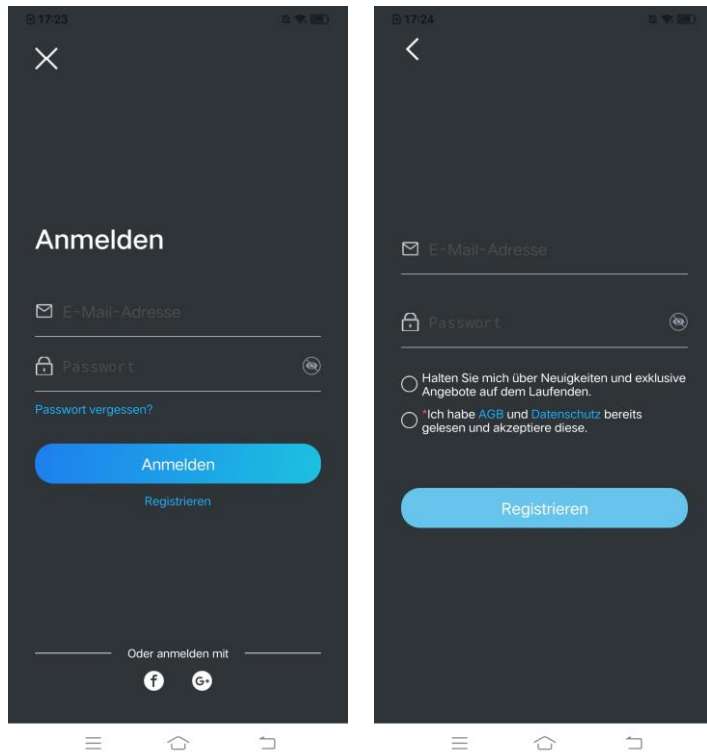 17:23
Anmelden
E-Mail-Adresse
Passwort
Passwort vergessen?
Anmelden
Registrieren
Oder anmelden mit
f G+
17:24
E-Mail-Adresse
Passwort
Halten Sie mich über Neuigkeiten und exklusive
Angebote auf dem Laufenden.
*Ich habe AGB und Datenschutz bereits
gelesen und akzeptiere diese.
Registrieren